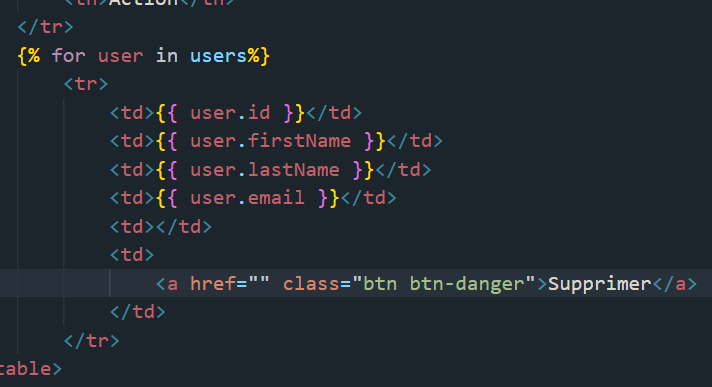 <th>Action</th>
</tr>
{% for user in users%}
<tr>
<td>{{ user.id }}</td>
<td>{{ user.firstName }}</td>
<td>{{ user.lastName }}</td>
<td>{{ user.email }}</td>
<td></td>
<td>
<a href="" class="btn btn-danger">Supprimer</a>
</td>
</tr>
table>